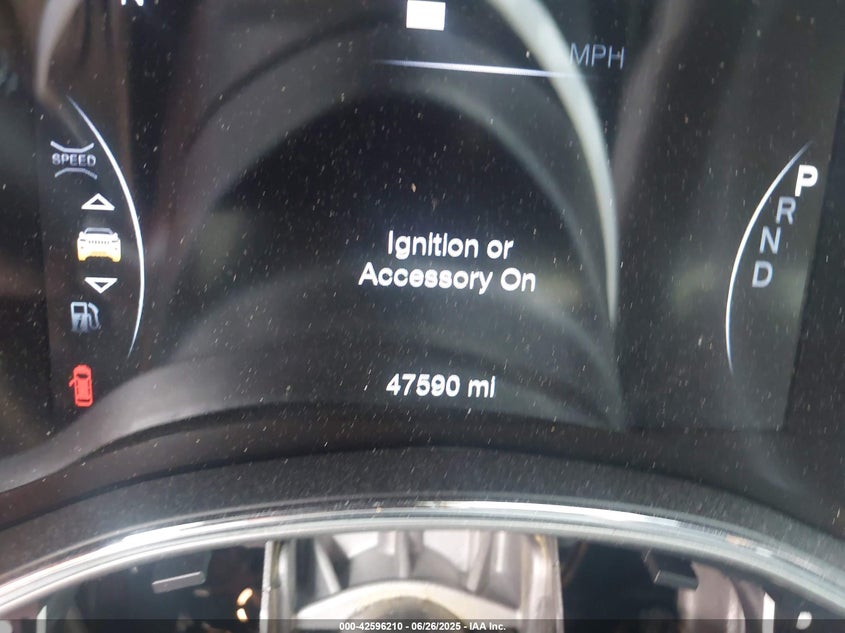 MPH
SPEED
P
R
N
D
Ignition or
Accessory On
47590 mi
000-42596210 | 06/26/2025 - IAA Inc.